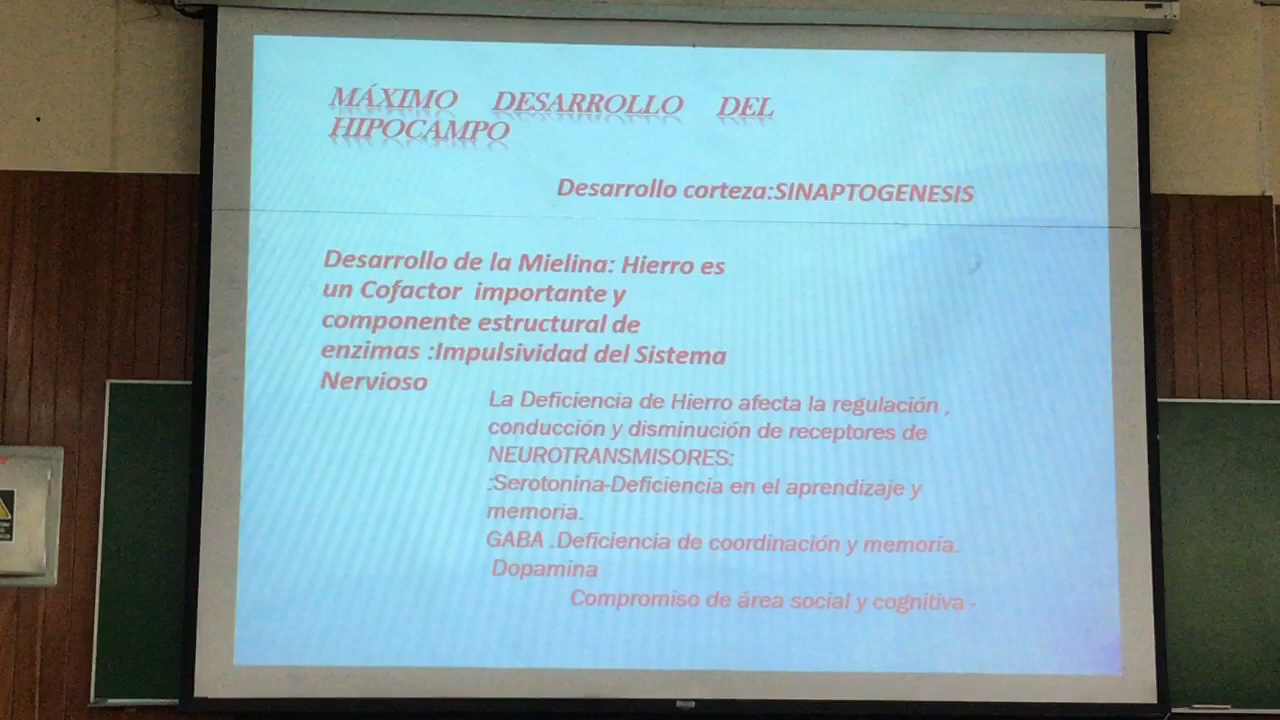 MÁXIMO DESARROLLO DEL
HIPOCAMPO
Desarrollo corteza:SINAPTOGENESIS
Desarrollo de la Mielina: Hierro es
un Cofactor importante y
componente estructural de
enzimas :Impulsividad del Sistema
Nervioso
La Deficiencia de Hierro afecta la regulación ,
conducción y disminución de receptores de
NEUROTRANSMISORES:
:Serotonina-Deficiencia en el aprendizaje y
memoria.
GABA .Deficiencia de coordinación y memoria.
Dopamina
Compromiso de área social y cognitiva -